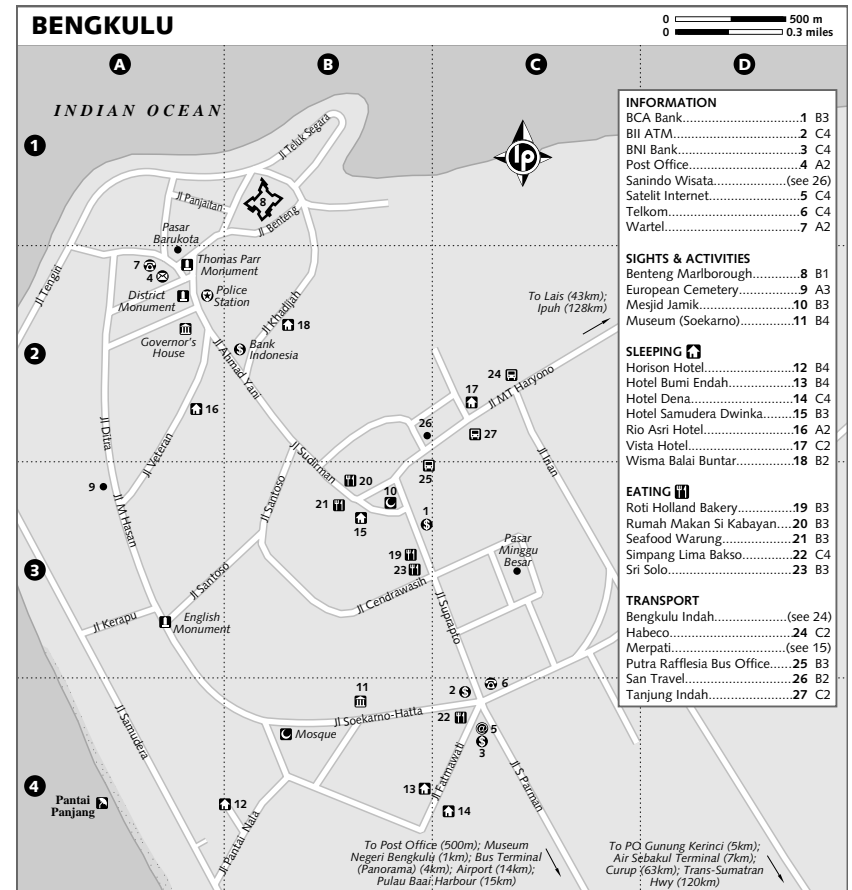 BENGKULU
0 500 m
0 0.3 miles
A B C D
INDIAN OCEAN
1
Jl Teluk Segara
lp
Jl Panjaitan
8
Jl Benteng
Pasar
Barukota
Thomas Parr
Monument
7
4
Jl Tengiri
District
Monument
Police
Station
Jl Khadijah
18
Governor's
House
Bank
Indonesia
2
Jl Ahmad Yani
To Lais (43km);
Ipuh (128km)
24
17
Jl MT Haryono
16
26
27
Jl Ditra
Jl Veteran
Jl Sudirman
25
Jl Irian
9
20
10
21
15
1
Jl M Hasan
Jl Santoso
19
23
Pasar
Minggu
Besar
3
Jl Santoso
Jl Cendrawasih
Jl Kerapu
English
Monument
Jl Suprapto
11
2
6
Jl Soekarno-Hatta
22
5
3
Mosque
Jl Samudera
4
13
Jl Fatmawati
Jl S Parman
Pantai
Panjang
12
14
Jl Pantai Nala
To Post Office (500m); Museum
Negeri Bengkulu (1km); Bus Terminal
(Panorama) (4km); Airport (14km);
Pulau Baai Harbour (15km)
To PO Gunung Kerinci (5km);
Air Sebakul Terminal (7km);
Curup (63km); Trans-Sumatran
Hwy (120km)
INFORMATION
BCA Bank 1 B3
BII ATM 2 C4
BNI Bank 3 C4
Post Office 4 A2
Sanindo Wisata (see 26)
Satelit Internet 5 C4
Telkom 6 C4
Wartel 7 A2
SIGHTS & ACTIVITIES
Benteng Marlborough 8 B1
European Cemetery 9 A3
Mesjid Jamik 10 B3
Museum (Soekarno) 11 B4
SLEEPING
Horison Hotel 12 B4
Hotel Bumi Endah 13 B4
Hotel Dena 14 C4
Hotel Samudera Dwinka 15 B3
Rio Asri Hotel 16 A2
Vista Hotel 17 C2
Wisma Balai Buntar 18 B2
EATING
Roti Holland Bakery 19 B3
Rumah Makan Si Kabayan 20 B3
Seafood Warung 21 B3
Simpang Lima Bakso 22 C4
Sri Solo 23 B3
TRANSPORT
Bengkulu Indah (see 24)
Habeco 24 C2
Merpati (see 15)
Putra Rafflesia Bus Office 25 B3
San Travel 26 B2
Tanjung Indah 27 C2